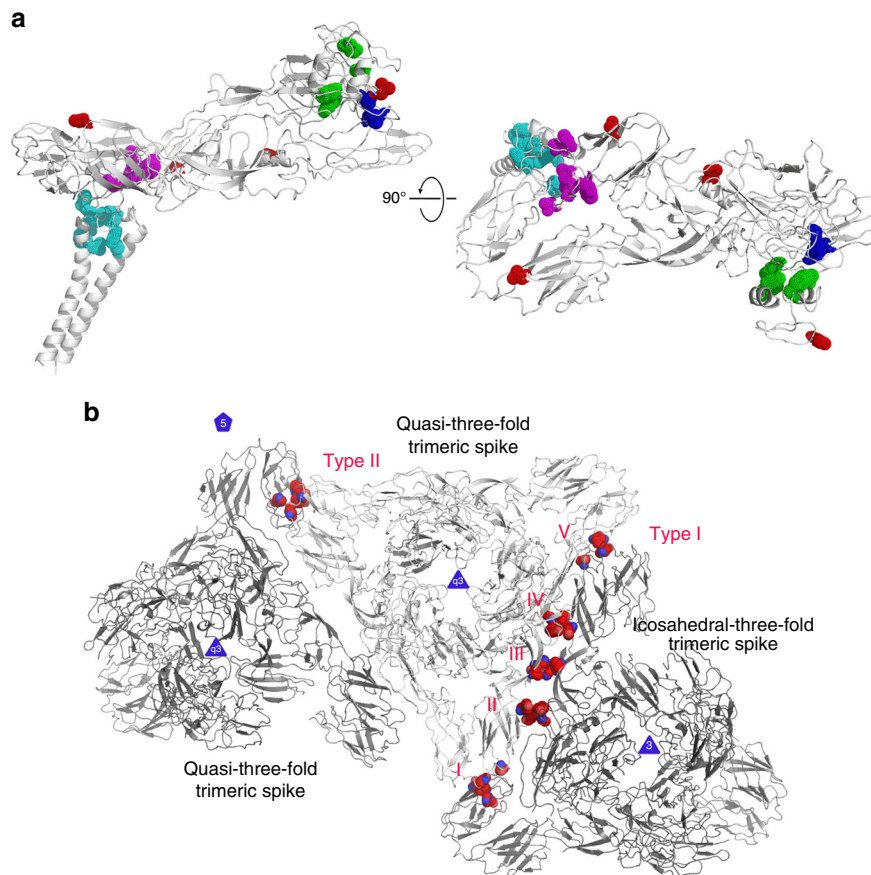 a
90°
b
5
Quasi-three-fold
trimeric spike
Type II
V
Type I
q3
IV
Icosahedral-three-fold
trimeric spike
q3
III
II
3
Quasi-three-fold
trimeric spike
I